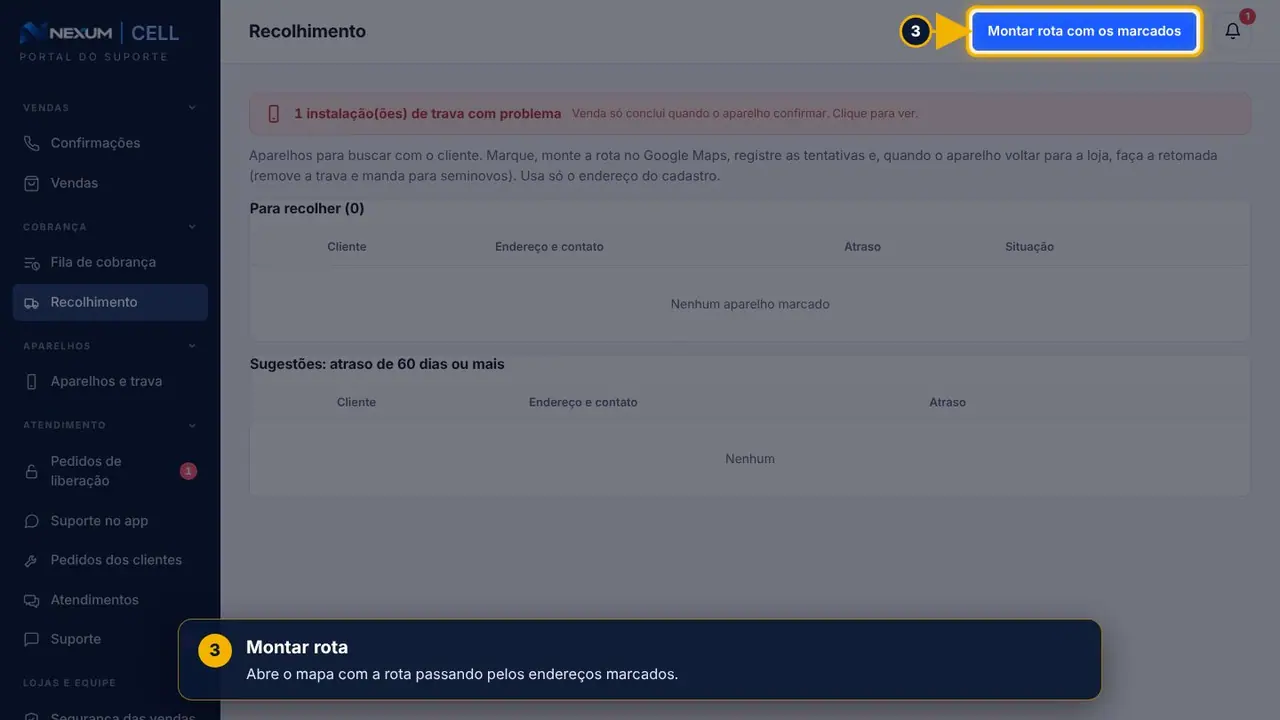 NEXUM | CELL
PORTAL DO SUPORTE
VENDAS
Confirmações
Vendas
COBRANÇA
Fila de cobrança
Recolhimento
APARELHOS
Aparelhos e trava
ATENDIMENTO
Pedidos de
liberação
1
Suporte no app
Pedidos dos clientes
Atendimentos
Suporte
LOJAS E EQUIPE
Segurança das vendas
Recolhimento
3
Montar rota com os marcados
1
1 instalação(ões) de trava com problema Venda só conclui quando o aparelho confirmar. Clique para ver.
Aparelhos para buscar com o cliente. Marque, monte a rota no Google Maps, registre as tentativas e, quando o aparelho voltar para a loja, faça a retomada
(remove a trava e manda para seminovos). Usa só o endereço do cadastro.
Para recolher (0)
Cliente Endereço e contato Atraso Situação
Nenhum aparelho marcado
Sugestões: atraso de 60 dias ou mais
Cliente Endereço e contato Atraso
Nenhum
3
Montar rota
Abre o mapa com a rota passando pelos endereços marcados.